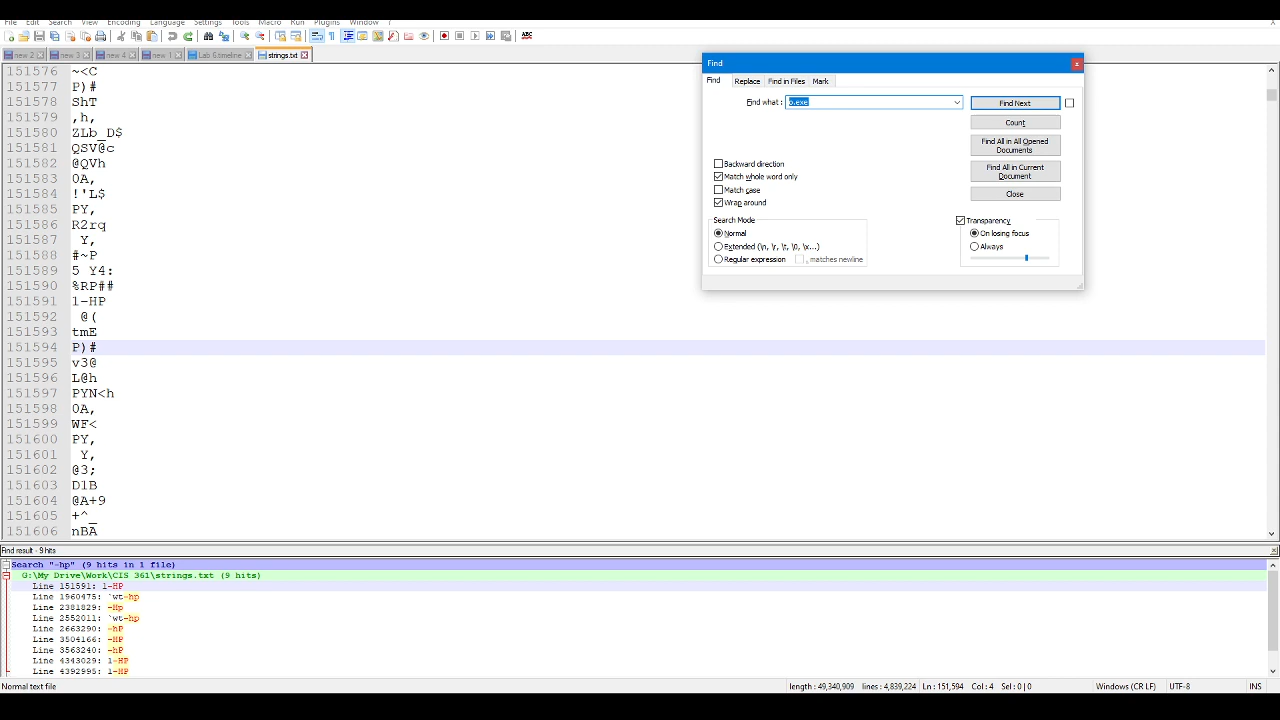 File Edit Search View Encoding Language Settings Tools Macro Run Plugins Window ?
new 2 new 3 new 4 new 1 Lab 6 timeline strings.txt
151576 ~<C
151577 P)#
151578 ShT
151579 ,h,
151580 ZLb_D$
151581 QSV@c
151582 @QVh
151583 0A,
151584 !'L$
151585 PY,
151586 R2rq
151587 Y,
151588 #~P
151589 5 Y4:
151590 %RP##
151591 l-HP
151592 @(
151593 tmE
151594 P)#
151595 v3@
151596 L@h
151597 PYN<h
151598 0A,
151599 WF<
151600 PY,
151601 Y,
151602 @3;
151603 D1B
151604 @A+9
151605 +^_
151606 nBA
Find
Find Replace Find in Files Mark
Find what : o.exe
Find Next
Count
Find All in All Opened Documents
Find All in Current Document
Close
Backward direction
Match whole word only
Match case
Wrap around
Search Mode
Normal
Extended (\n, \r, \t, \0, \x...)
Regular expression . matches newline
Transparency
On losing focus
Always
Find result - 9 hits
Search "-hp" (9 hits in 1 file)
G:\My Drive\Work\CIS 361\strings.txt (9 hits)
Line 151591: l-HP
Line 1960475: `wt-hp
Line 2381829: -Hp
Line 2552011: `wt-hp
Line 2663290: -hP
Line 3504166: -HP
Line 3563240: -hP
Line 4343029: l-HP
Line 4392995: l-HP
Normal text file length : 49,340,909 lines : 4,839,224 Ln : 151,594 Col : 4 Sel : 0 | 0 Windows (CR LF) UTF-8 INS